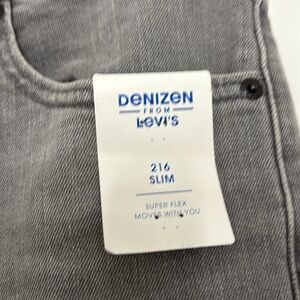 DENIZEN
FROM
LEVI'S
216
SLIM
SUPER FLEX
MOVES WITH YOU